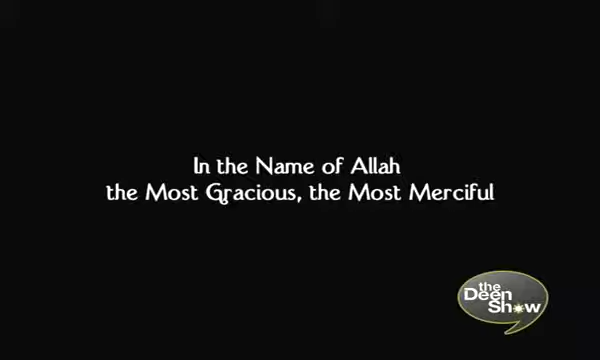 In the Name of Allah
the Most Gracious, the Most Merciful
the
Deen
Show